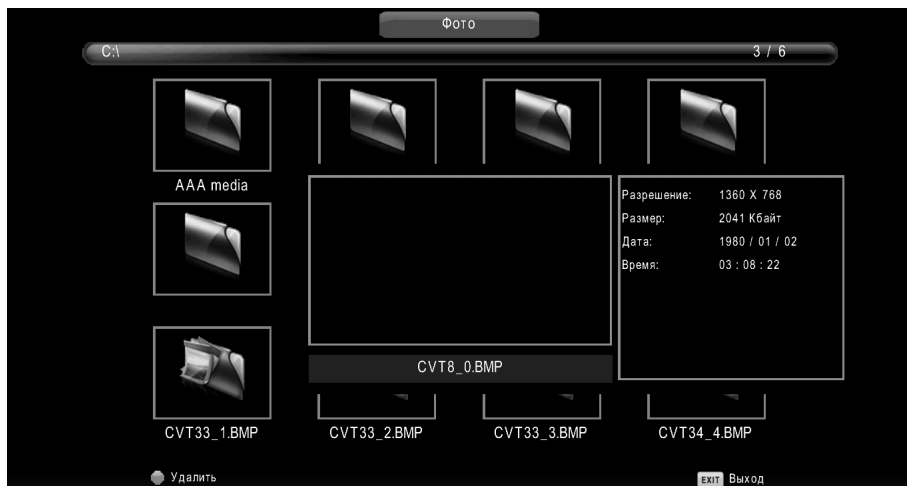 Фото
C:\ 3 / 6
AAA media
Разрешение: 1360 X 768
Размер: 2041 Кбайт
Дата: 1980 / 01 / 02
Время: 03 : 08 : 22
CVT8_0.BMP
CVT33_1.BMP CVT33_2.BMP CVT33_3.BMP CVT34_4.BMP
Удалить EXIT Выход